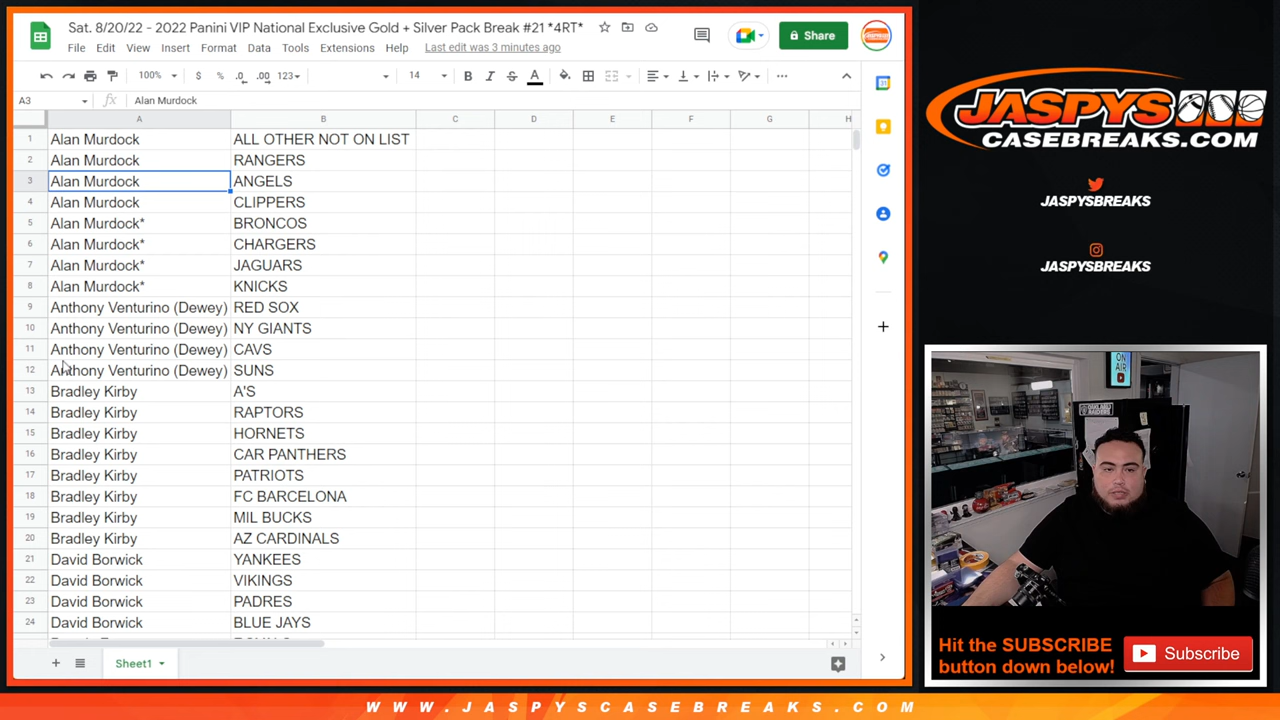 Sat. 8/20/22 - 2022 Panini VIP National Exclusive Gold + Silver Pack Break #21 *4RT*
File Edit View Insert Format Data Tools Extensions Help Last edit was 3 minutes ago
Share
100% $ % .0 .00 123 14 B I S A
A3 fx Alan Murdock
A B C D E F G H
1 Alan Murdock ALL OTHER NOT ON LIST
2 Alan Murdock RANGERS
3 Alan Murdock ANGELS
4 Alan Murdock CLIPPERS
5 Alan Murdock* BRONCOS
6 Alan Murdock* CHARGERS
7 Alan Murdock* JAGUARS
8 Alan Murdock* KNICKS
9 Anthony Venturino (Dewey) RED SOX
10 Anthony Venturino (Dewey) NY GIANTS
11 Anthony Venturino (Dewey) CAVS
12 Anthony Venturino (Dewey) SUNS
13 Bradley Kirby A'S
14 Bradley Kirby RAPTORS
15 Bradley Kirby HORNETS
16 Bradley Kirby CAR PANTHERS
17 Bradley Kirby PATRIOTS
18 Bradley Kirby FC BARCELONA
19 Bradley Kirby MIL BUCKS
20 Bradley Kirby AZ CARDINALS
21 David Borwick YANKEES
22 David Borwick VIKINGS
23 David Borwick PADRES
24 David Borwick BLUE JAYS
Sheet1
JASPYS
CASEBREAKS.COM
JASPYSBREAKS
JASPYSBREAKS
ON
AIR
OAKLAND
RAIDERS
Hit the SUBSCRIBE
button down below!
Subscribe
WWW.JASPYSCASEBREAKS.COM